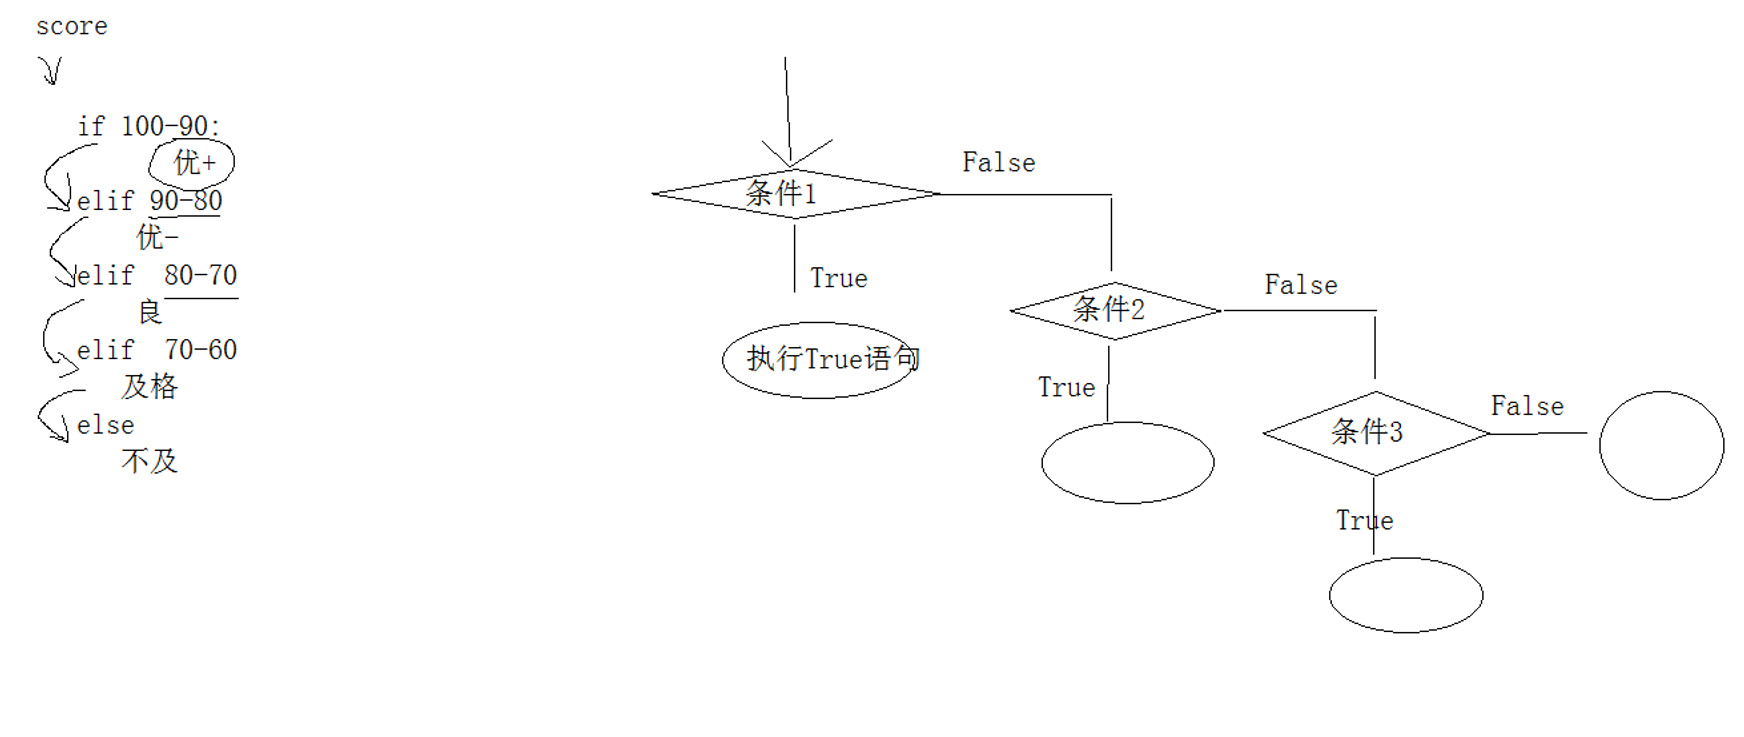 score
if 100-90:
优+
elif 90-80
优-
elif 80-70
良
elif 70-60
及格
else
不及
条件1
False
True
执行True语句
条件2
False
True
条件3
False
True